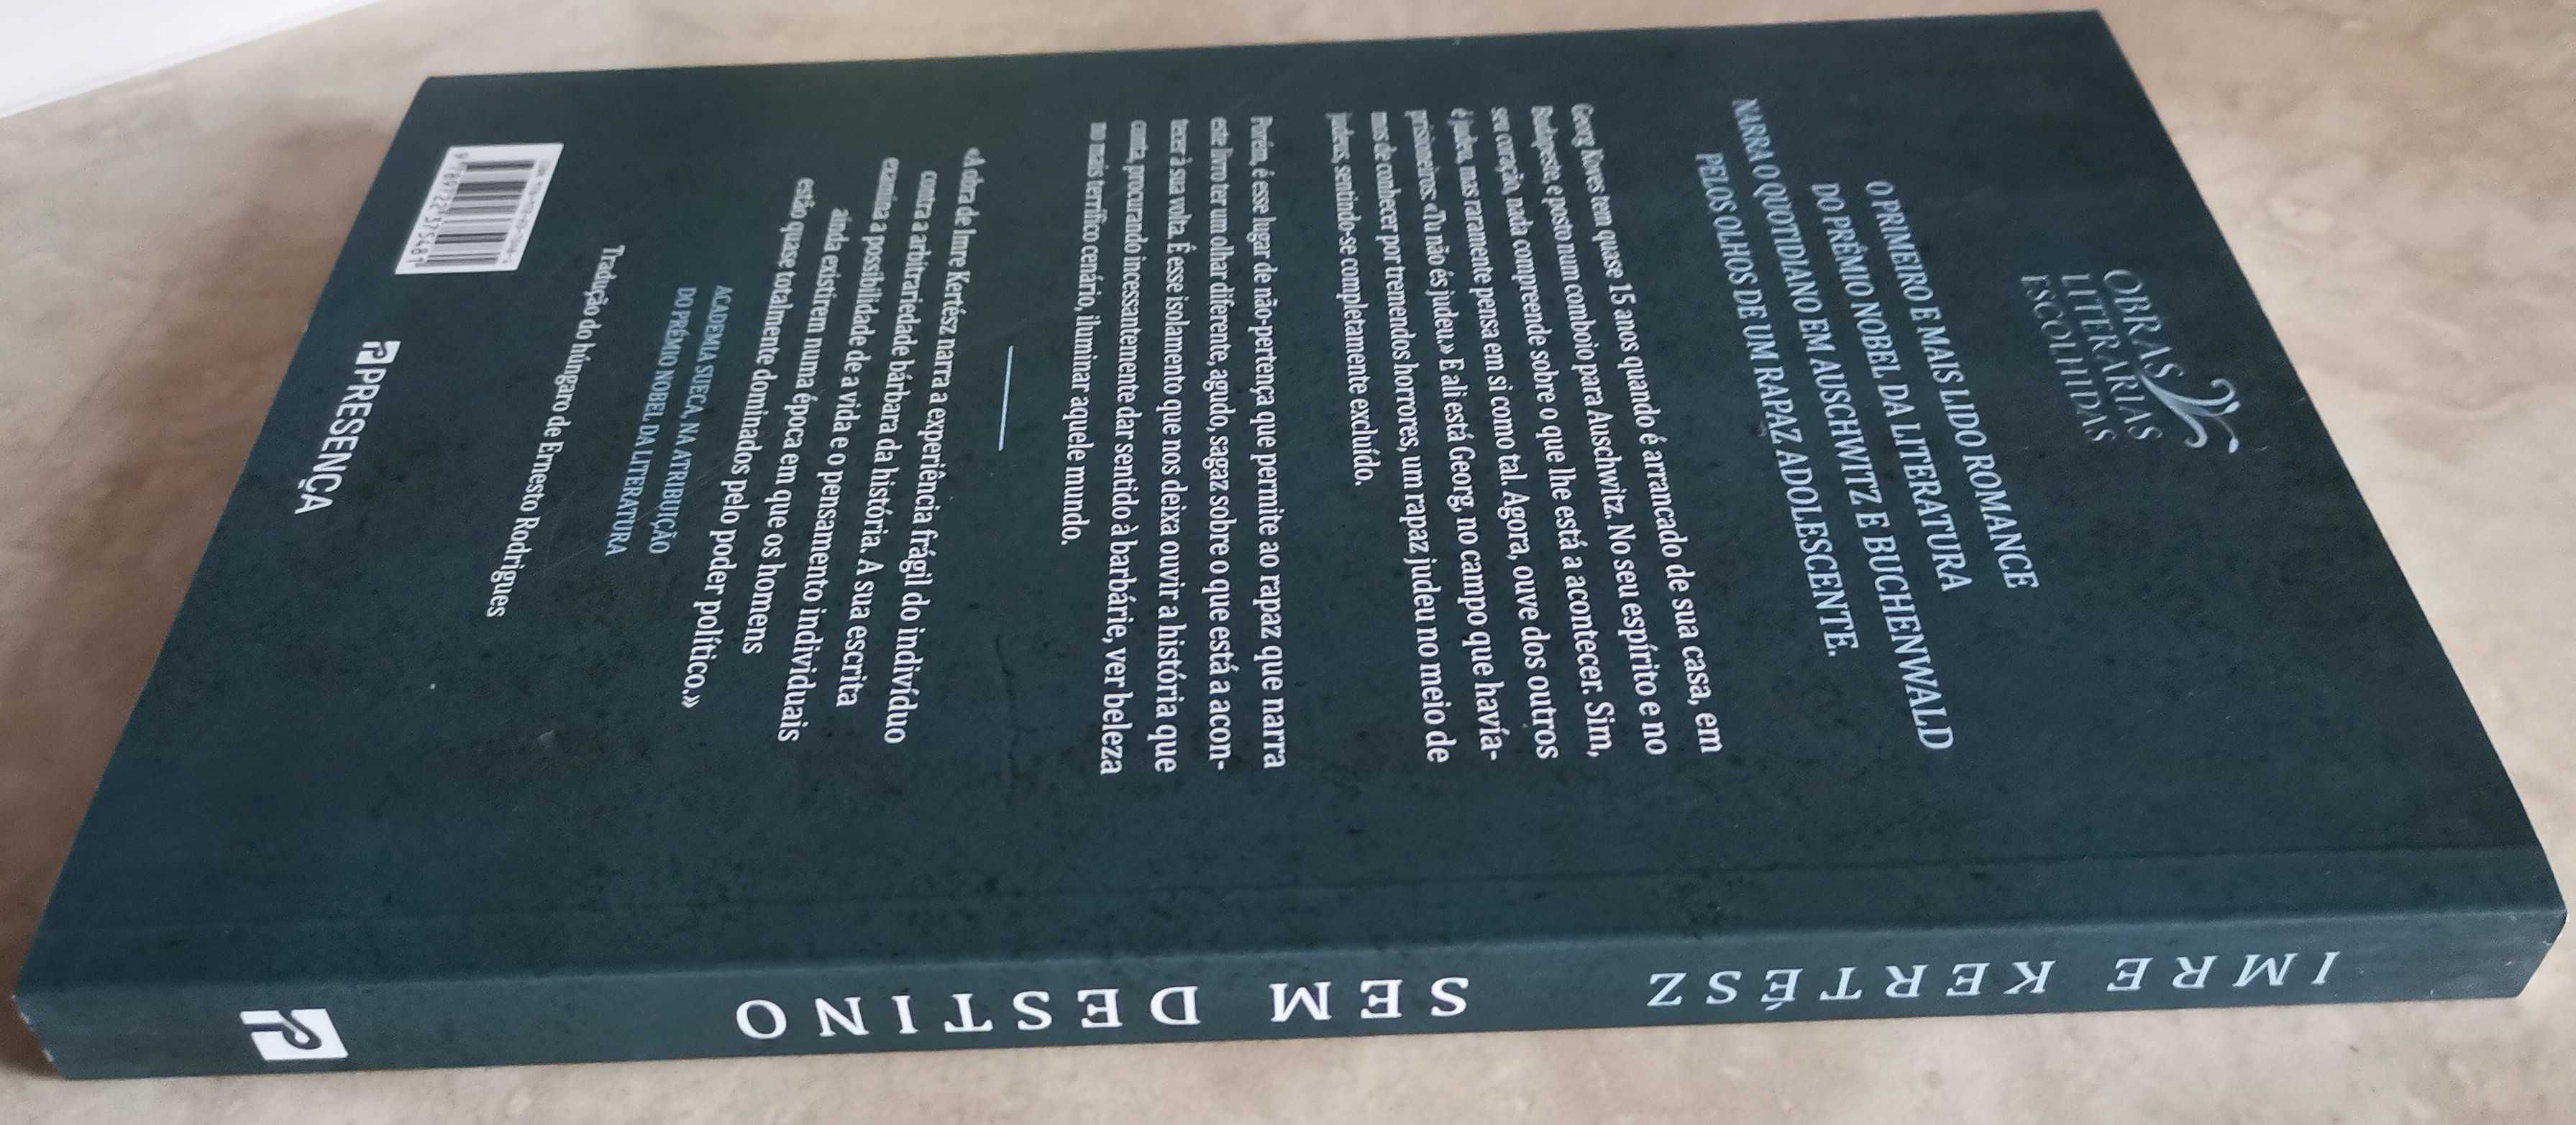 OBRAS
LITERÁRIAS
ESCOLHIDAS
O PRIMEIRO E MAIS LIDO ROMANCE
DO PRÉMIO NOBEL DA LITERATURA
NARRA O QUOTIDIANO EM AUSCHWITZ E BUCHENWALD
PELOS OLHOS DE UM RAPAZ ADOLESCENTE.
Georg Koves tem quase 15 anos quando é arrancado de sua casa, em
Budapeste, e posto num comboio para Auschwitz. No seu espírito e no
seu coração, nada compreende sobre o que lhe está a acontecer. Sim,
é judeu, mas raramente pensa em si como tal. Agora, ouve dos outros
prisioneiros: «Tu não és judeu.» E ali está Georg, no campo que havía-
mos de conhecer por tremendos horrores, um rapaz judeu no meio de
judeus, sentindo-se completamente excluído.
Porém, é esse lugar de não-pertença que permite ao rapaz que narra
este livro ter um olhar diferente, agudo, sagaz sobre o que está a acon-
tecer à sua volta. É esse isolamento que nos deixa ouvir a história que
conta, procurando incessantemente dar sentido à barbárie, ver beleza
no mais terrífico cenário, iluminar aquele mundo.
«A obra de Imre Kertész narra a experiência frágil do indivíduo
contra a arbitrariedade bárbara da história. A sua escrita
examina a possibilidade de a vida e o pensamento individuais
ainda existirem numa época em que os homens
estão quase totalmente dominados pelo poder político.»
ACADEMIA SUECA, NA ATRIBUIÇÃO
DO PRÉMIO NOBEL DA LITERATURA
Tradução do húngaro de Ernesto Rodrigues
9 789722 375481
PRESENÇA
IMRE KERTÉSZ
SEM DESTINO